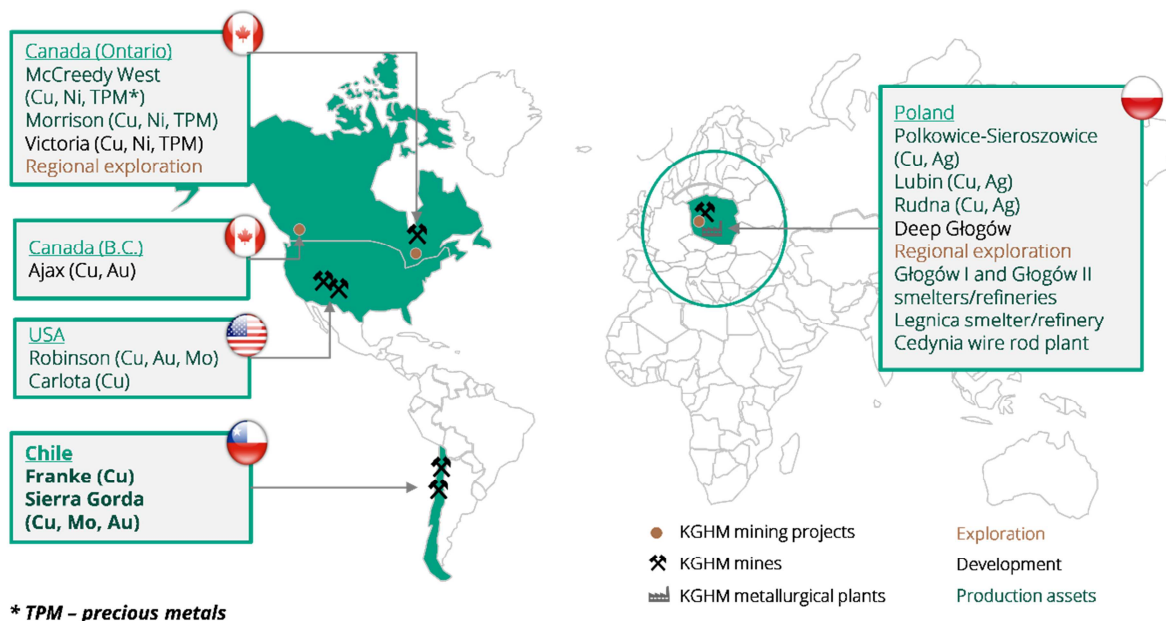 Canada (Ontario)
McCreedy West
(Cu, Ni, TPM*)
Morrison (Cu, Ni, TPM)
Victoria (Cu, Ni, TPM)
Regional exploration
Canada (B.C.)
Ajax (Cu, Au)
USA
Robinson (Cu, Au, Mo)
Carlota (Cu)
Chile
Franke (Cu)
Sierra Gorda
(Cu, Mo, Au)
* TPM – precious metals
Poland
Polkowice-Sieroszowice
(Cu, Ag)
Lubin (Cu, Ag)
Rudna (Cu, Ag)
Deep Głogów
Regional exploration
Głogów I and Głogów II
smelters/refineries
Legnica smelter/refinery
Cedynia wire rod plant
KGHM mining projects
KGHM mines
KGHM metallurgical plants
Exploration
Development
Production assets